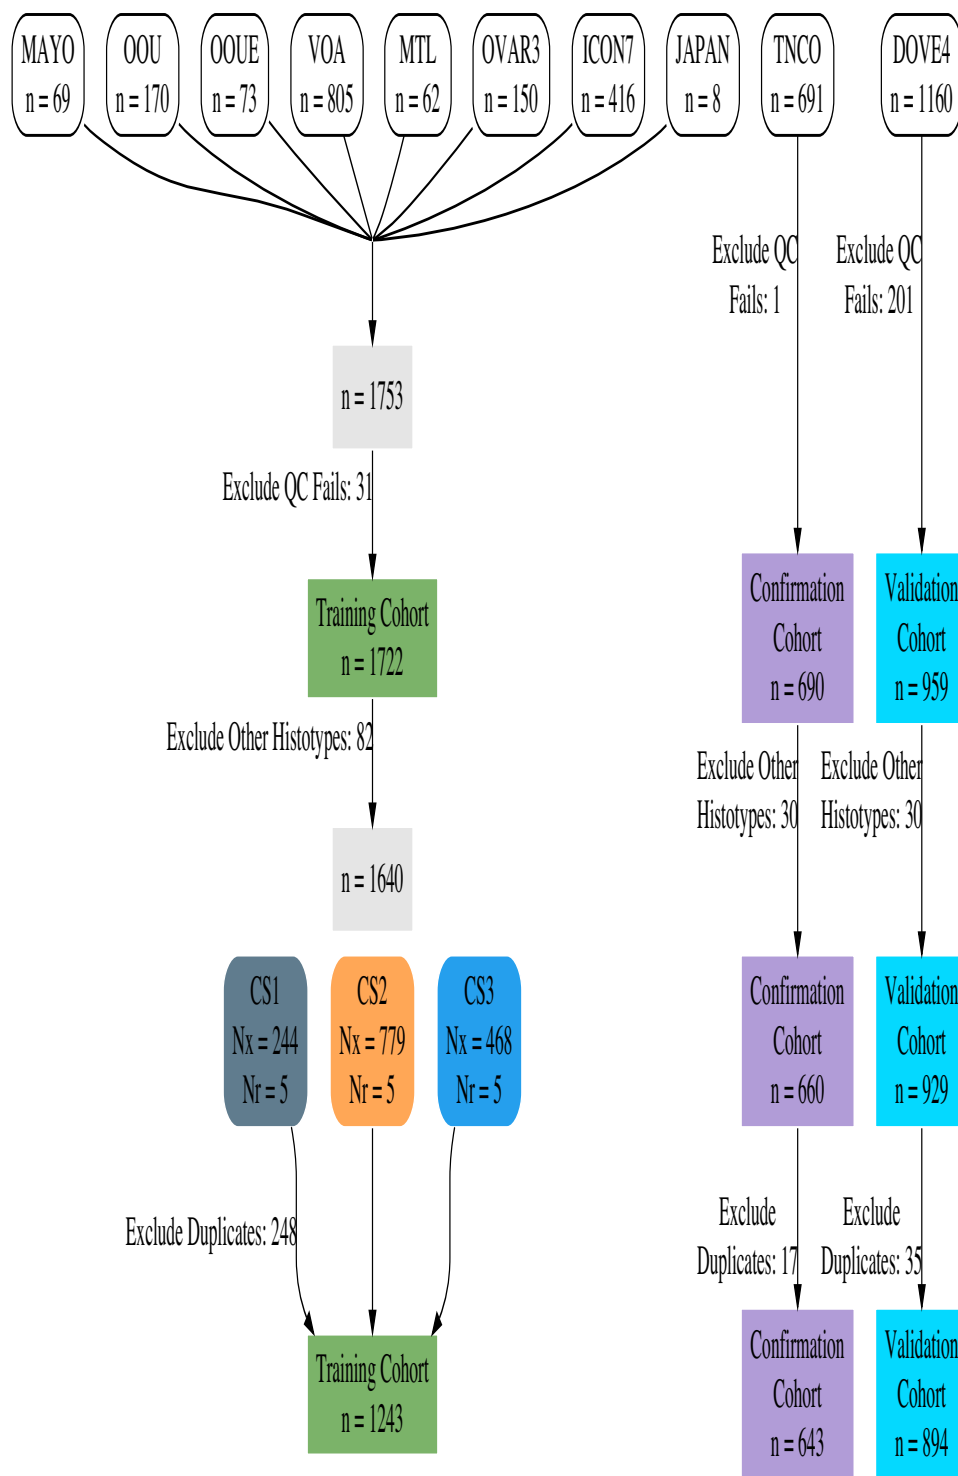 MAYO
n = 69
OOU
n = 170
OOUE
n = 73
VOA
n = 805
MTL
n = 62
OVAR3
n = 150
ICON7
n = 416
JAPAN
n = 8
TNCO
n = 691
DOVE4
n = 1160
Exclude QC
Fails: 1
Exclude QC
Fails: 201
n = 1753
Exclude QC Fails: 31
Training Cohort
n = 1722
Confirmation
Cohort
n = 690
Validation
Cohort
n = 959
Exclude Other Histotypes: 82
Exclude Other
Histotypes: 30
Exclude Other
Histotypes: 30
n = 1640
CS1
Nx = 244
Nr = 5
CS2
Nx = 779
Nr = 5
CS3
Nx = 468
Nr = 5
Confirmation
Cohort
n = 660
Validation
Cohort
n = 929
Exclude Duplicates: 248
Exclude
Duplicates: 17
Exclude
Duplicates: 35
Training Cohort
n = 1243
Confirmation
Cohort
n = 643
Validation
Cohort
n = 894